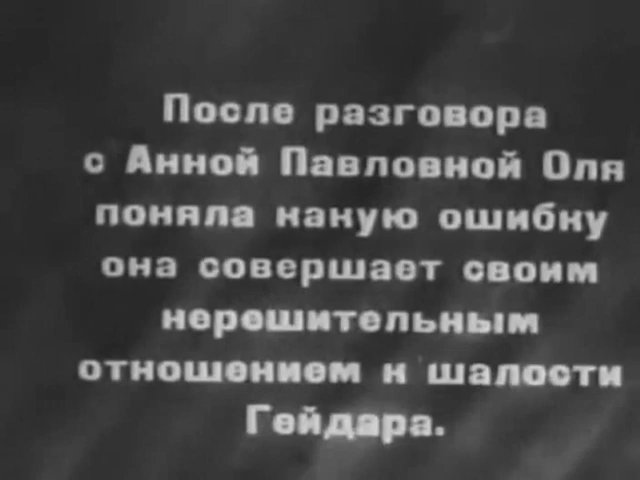 После разговора
с Анной Павловной Оля
поняла какую ошибку
она совершает своим
нерешительным
отношением к шалости
Гейдара.